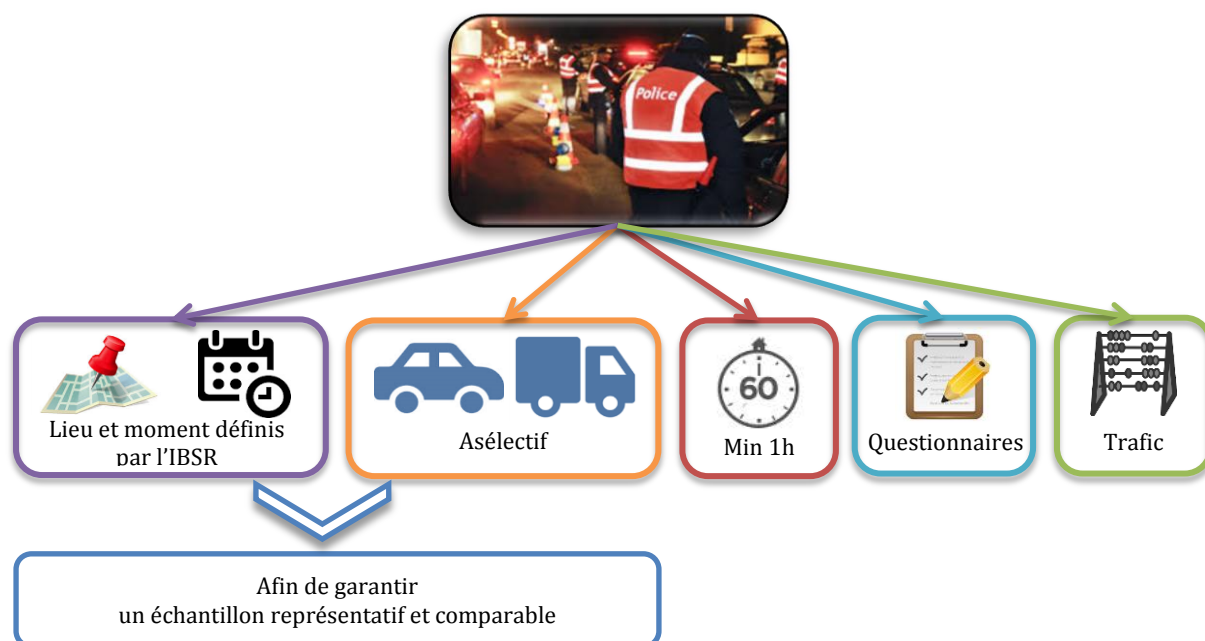 Police
Lieu et moment définis
par l'IBSR
Asélectif
60
Min 1h
Questionnaires
Trafic
Afin de garantir
un échantillon représentatif et comparable